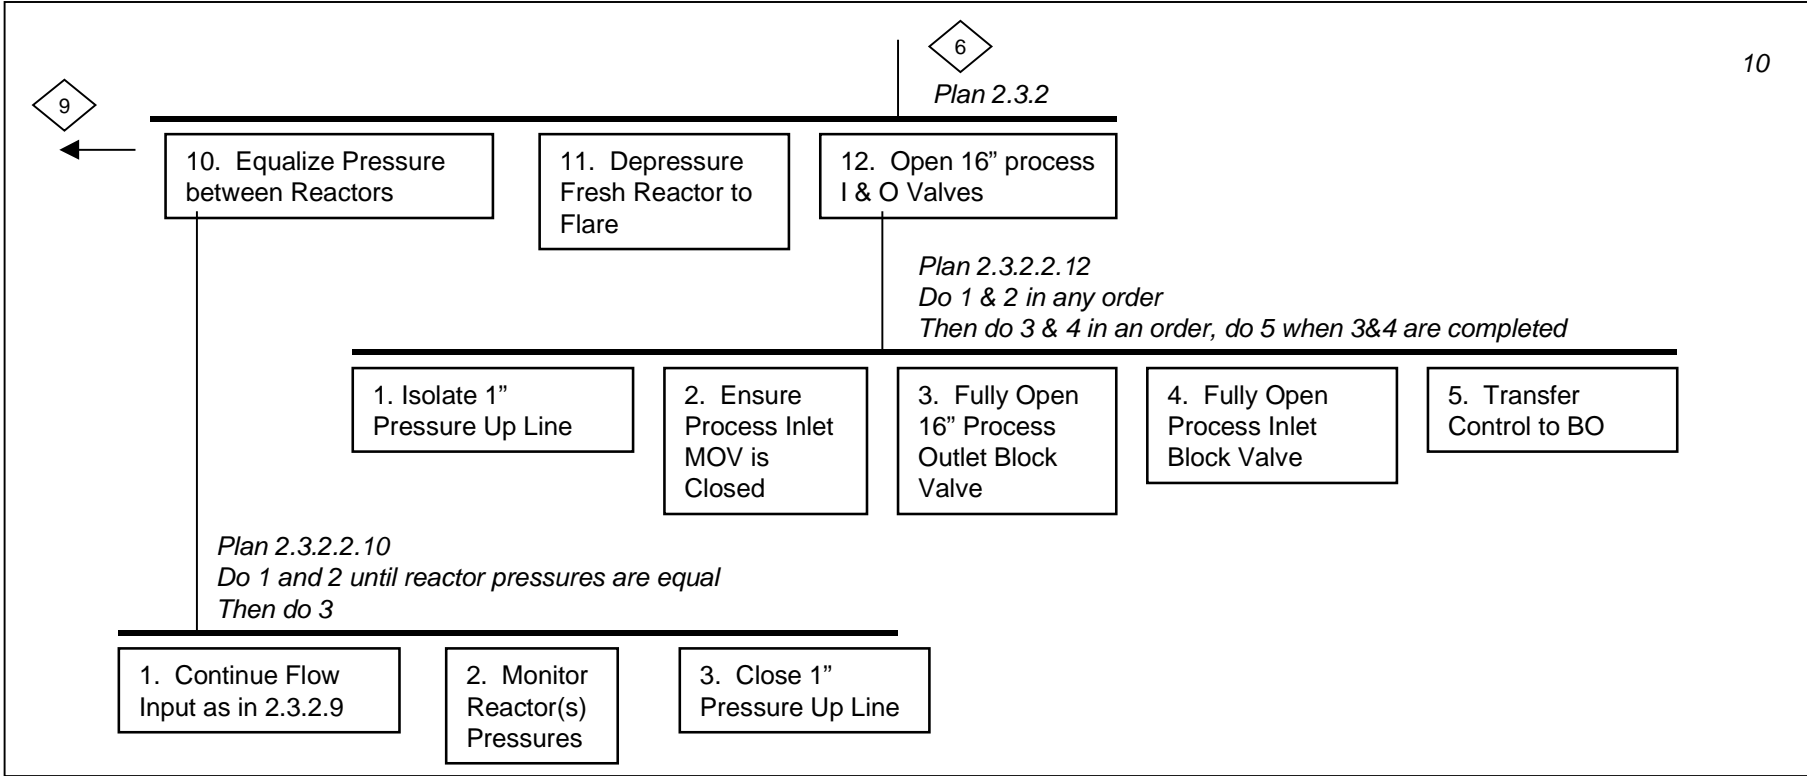 6
10
Plan 2.3.2
9
10. Equalize Pressure
between Reactors
11. Depressure
Fresh Reactor to
Flare
12. Open 16” process
I & O Valves
Plan 2.3.2.2.12
Do 1 & 2 in any order
Then do 3 & 4 in an order, do 5 when 3&4 are completed
1. Isolate 1”
Pressure Up Line
2. Ensure
Process Inlet
MOV is
Closed
3. Fully Open
16” Process
Outlet Block
Valve
4. Fully Open
Process Inlet
Block Valve
5. Transfer
Control to BO
Plan 2.3.2.2.10
Do 1 and 2 until reactor pressures are equal
Then do 3
1. Continue Flow
Input as in 2.3.2.9
2. Monitor
Reactor(s)
Pressures
3. Close 1”
Pressure Up Line